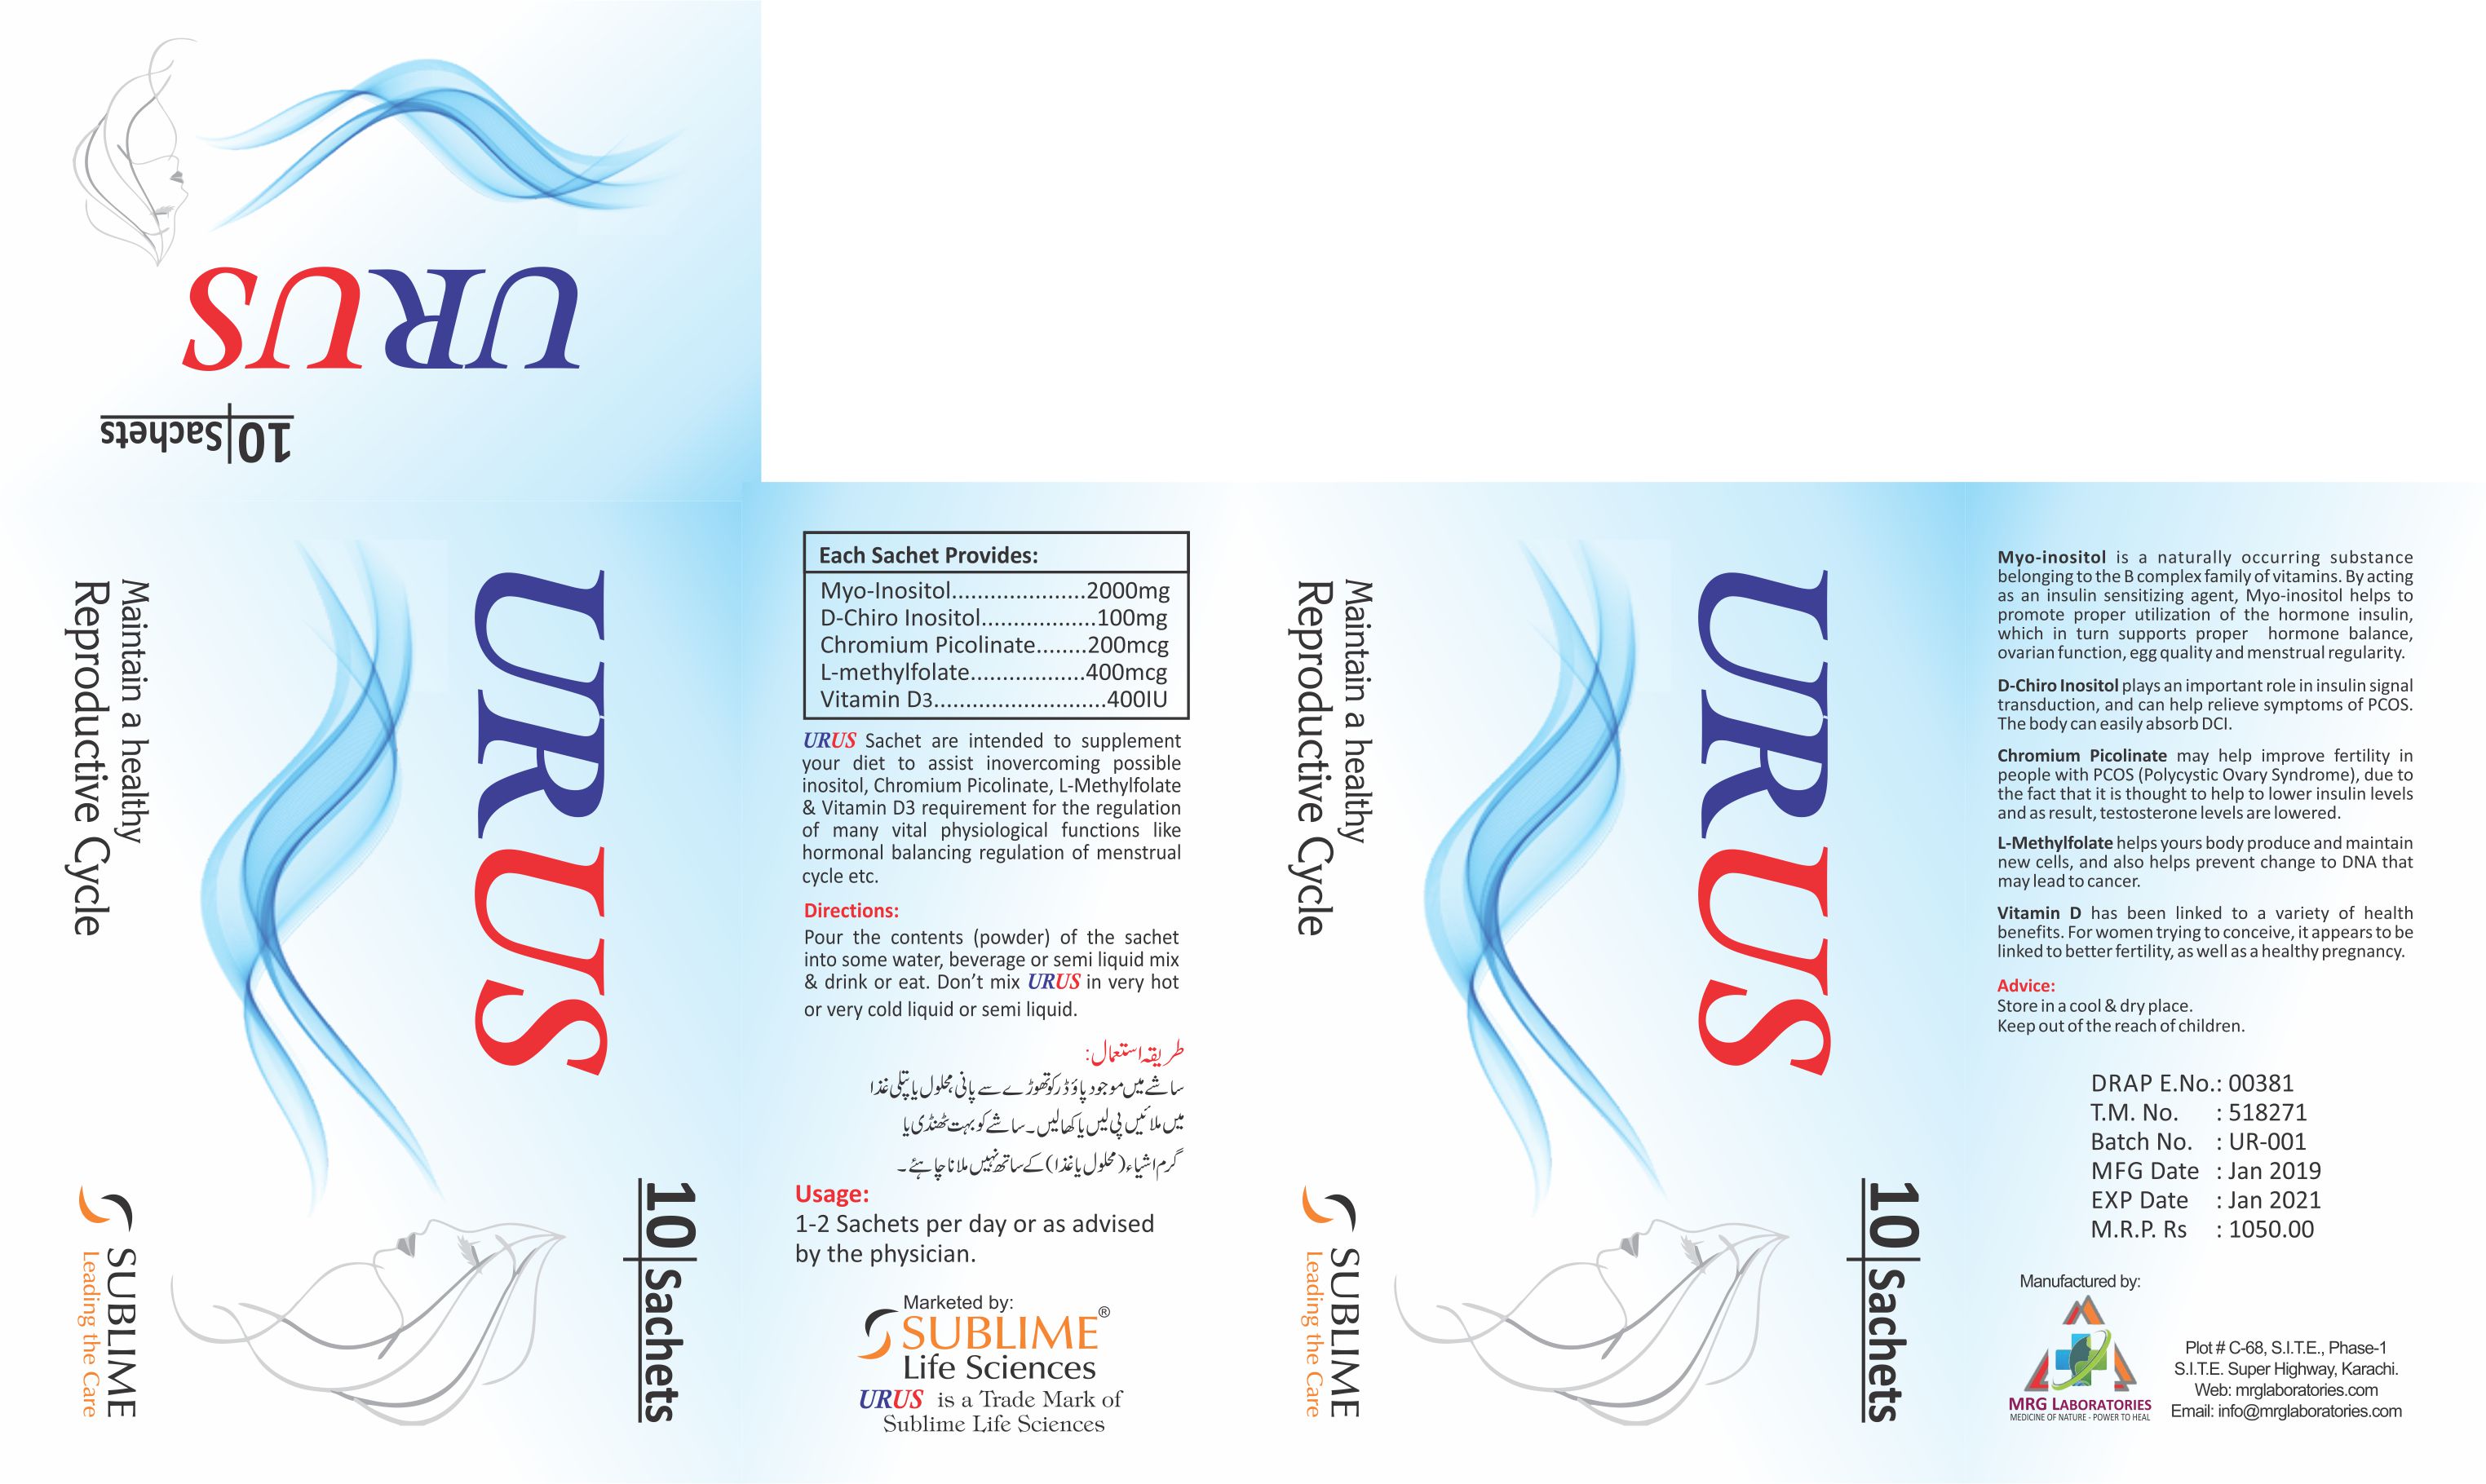 URUS
10 Sachets
Maintain a healthy
Reproductive Cycle
URUS
10 Sachets
SUBLIME
Leading the Care
Each Sachet Provides:
Myo-Inositol.....................2000mg
D-Chiro Inositol..................100mg
Chromium Picolinate........200mcg
L-methylfolate..................400mcg
Vitamin D3...........................400IU
URUS Sachet are intended to supplement
your diet to assist inovercoming possible
inositol, Chromium Picolinate, L-Methylfolate
& Vitamin D3 requirement for the regulation
of many vital physiological functions like
hormonal balancing regulation of menstrual
cycle etc.
Directions:
Pour the contents (powder) of the sachet
into some water, beverage or semi liquid mix
& drink or eat. Don't mix URUS in very hot
or very cold liquid or semi liquid.
طریقہ استعمال:
ساشے میں موجود پاؤڈر کو تھوڑے سے پانی، محلول یا پتلی غذا
میں ملائیں پی لیں یا کھا لیں۔ ساشے کو بہت ٹھنڈی یا
گرم اشیاء (محلول یا غذا) کے ساتھ نہیں ملانا چاہئے۔
Usage:
1-2 Sachets per day or as advised
by the physician.
Marketed by:
SUBLIME®
Life Sciences
URUS is a Trade Mark of
Sublime Life Sciences
Maintain a healthy
Reproductive Cycle
URUS
10 Sachets
SUBLIME
Leading the Care
Myo-inositol is a naturally occurring substance
belonging to the B complex family of vitamins. By acting
as an insulin sensitizing agent, Myo-inositol helps to
promote proper utilization of the hormone insulin,
which in turn supports proper hormone balance,
ovarian function, egg quality and menstrual regularity.
D-Chiro Inositol plays an important role in insulin signal
transduction, and can help relieve symptoms of PCOS.
The body can easily absorb DCI.
Chromium Picolinate may help improve fertility in
people with PCOS (Polycystic Ovary Syndrome), due to
the fact that it is thought to help to lower insulin levels
and as result, testosterone levels are lowered.
L-Methylfolate helps yours body produce and maintain
new cells, and also helps prevent change to DNA that
may lead to cancer.
Vitamin D has been linked to a variety of health
benefits. For women trying to conceive, it appears to be
linked to better fertility, as well as a healthy pregnancy.
Advice:
Store in a cool & dry place.
Keep out of the reach of children.
DRAP E.No.: 00381
T.M. No. : 518271
Batch No. : UR-001
MFG Date : Jan 2019
EXP Date : Jan 2021
M.R.P. Rs : 1050.00
Manufactured by:
MRG LABORATORIES
MEDICINE OF NATURE - POWER TO HEAL
Plot # C-68, S.I.T.E., Phase-1
S.I.T.E. Super Highway, Karachi.
Web: mrglaboratories.com
Email: info@mrglaboratories.com